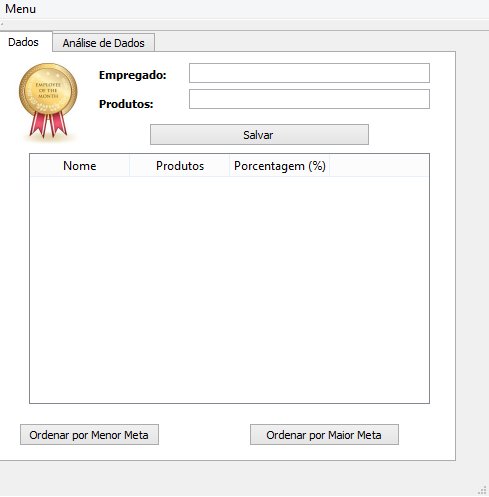 Menu
Dados Análise de Dados
EMPLOYEE
OF THE
MONTH
Empregado:
Produtos:
Salvar
Nome Produtos Porcentagem (%)
Ordenar por Menor Meta Ordenar por Maior Meta